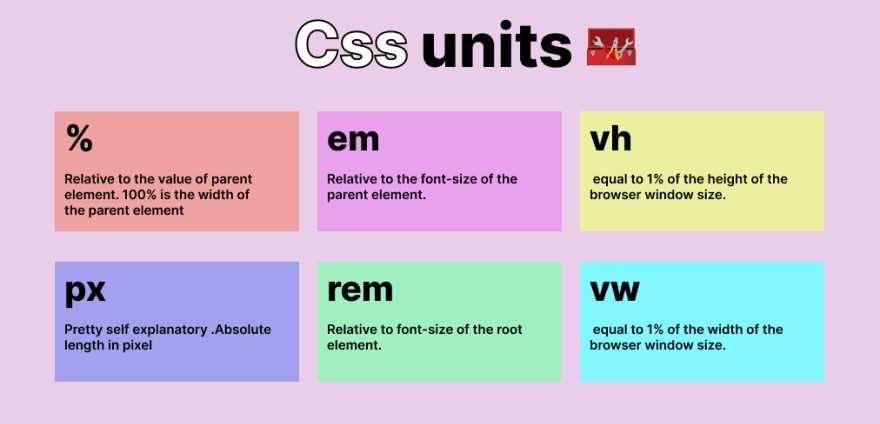 Css units
%
Relative to the value of parent
element. 100% is the width of
the parent element
em
Relative to the font-size of the
parent element.
vh
equal to 1% of the height of the
browser window size.
px
Pretty self explanatory .Absolute
length in pixel
rem
Relative to font-size of the root
element.
vw
equal to 1% of the width of the
browser window size.